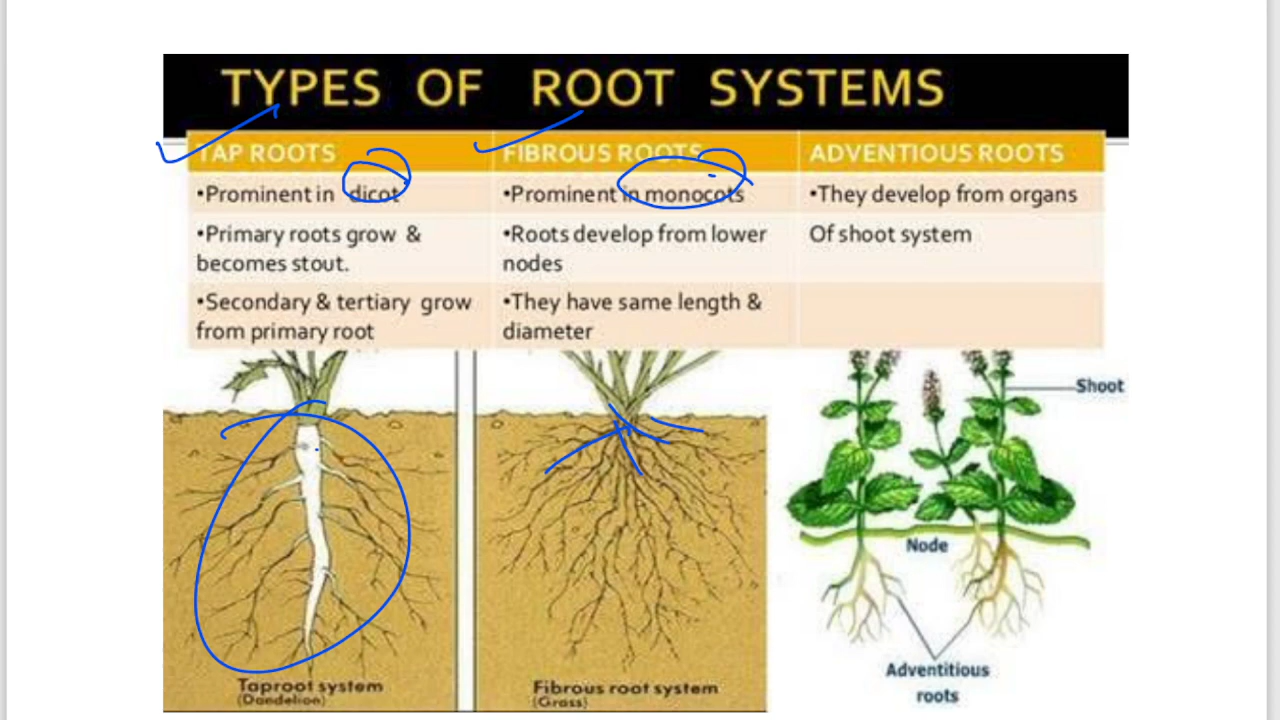 TYPES OF ROOT SYSTEMS
TAP ROOTS
•Prominent in dicot
•Primary roots grow &
becomes stout.
•Secondary & tertiary grow
from primary root
FIBROUS ROOTS
•Prominent in monocots
•Roots develop from lower
nodes
•They have same length &
diameter
ADVENTIOUS ROOTS
•They develop from organs
Of shoot system
Taproot system
(Dandelion)
Fibrous root system
(Grass)
Shoot
Node
Adventitious
roots